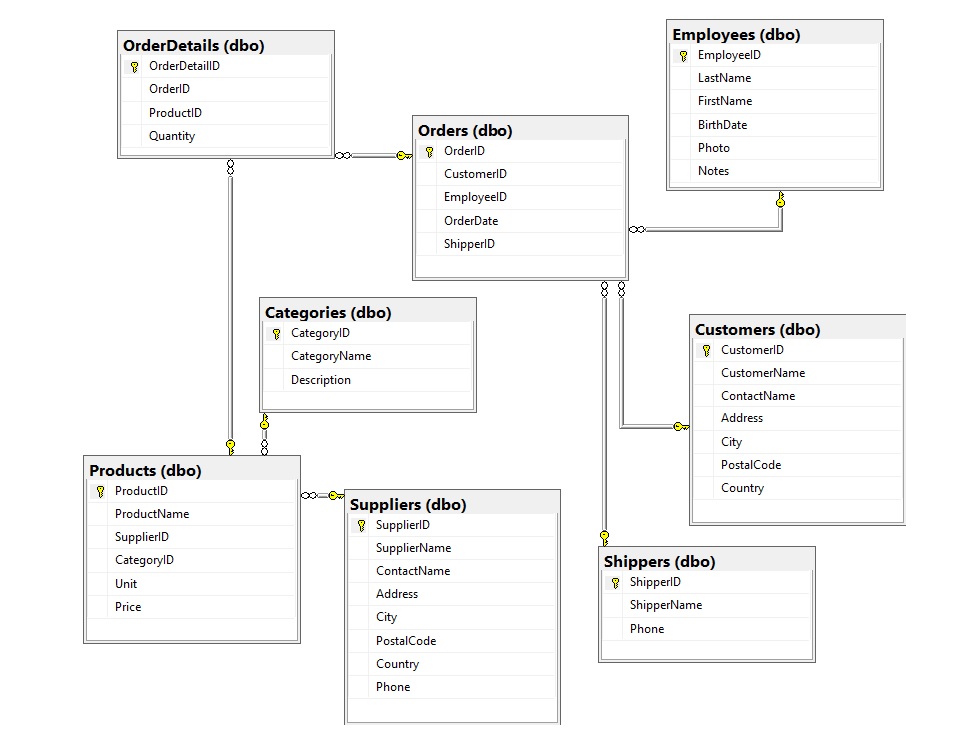 OrderDetails (dbo)
OrderDetailID
OrderID
ProductID
Quantity
Employees (dbo)
EmployeeID
LastName
FirstName
BirthDate
Photo
Notes
Orders (dbo)
OrderID
CustomerID
EmployeeID
OrderDate
ShipperID
Categories (dbo)
CategoryID
CategoryName
Description
Customers (dbo)
CustomerID
CustomerName
ContactName
Address
City
PostalCode
Country
Products (dbo)
ProductID
ProductName
SupplierID
CategoryID
Unit
Price
Suppliers (dbo)
SupplierID
SupplierName
ContactName
Address
City
PostalCode
Country
Phone
Shippers (dbo)
ShipperID
ShipperName
Phone